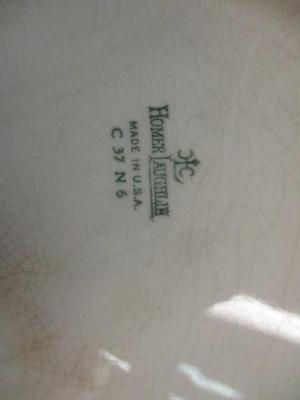 HOMER LAUGHLIN
MADE IN U.S.A.
C 37 N 6